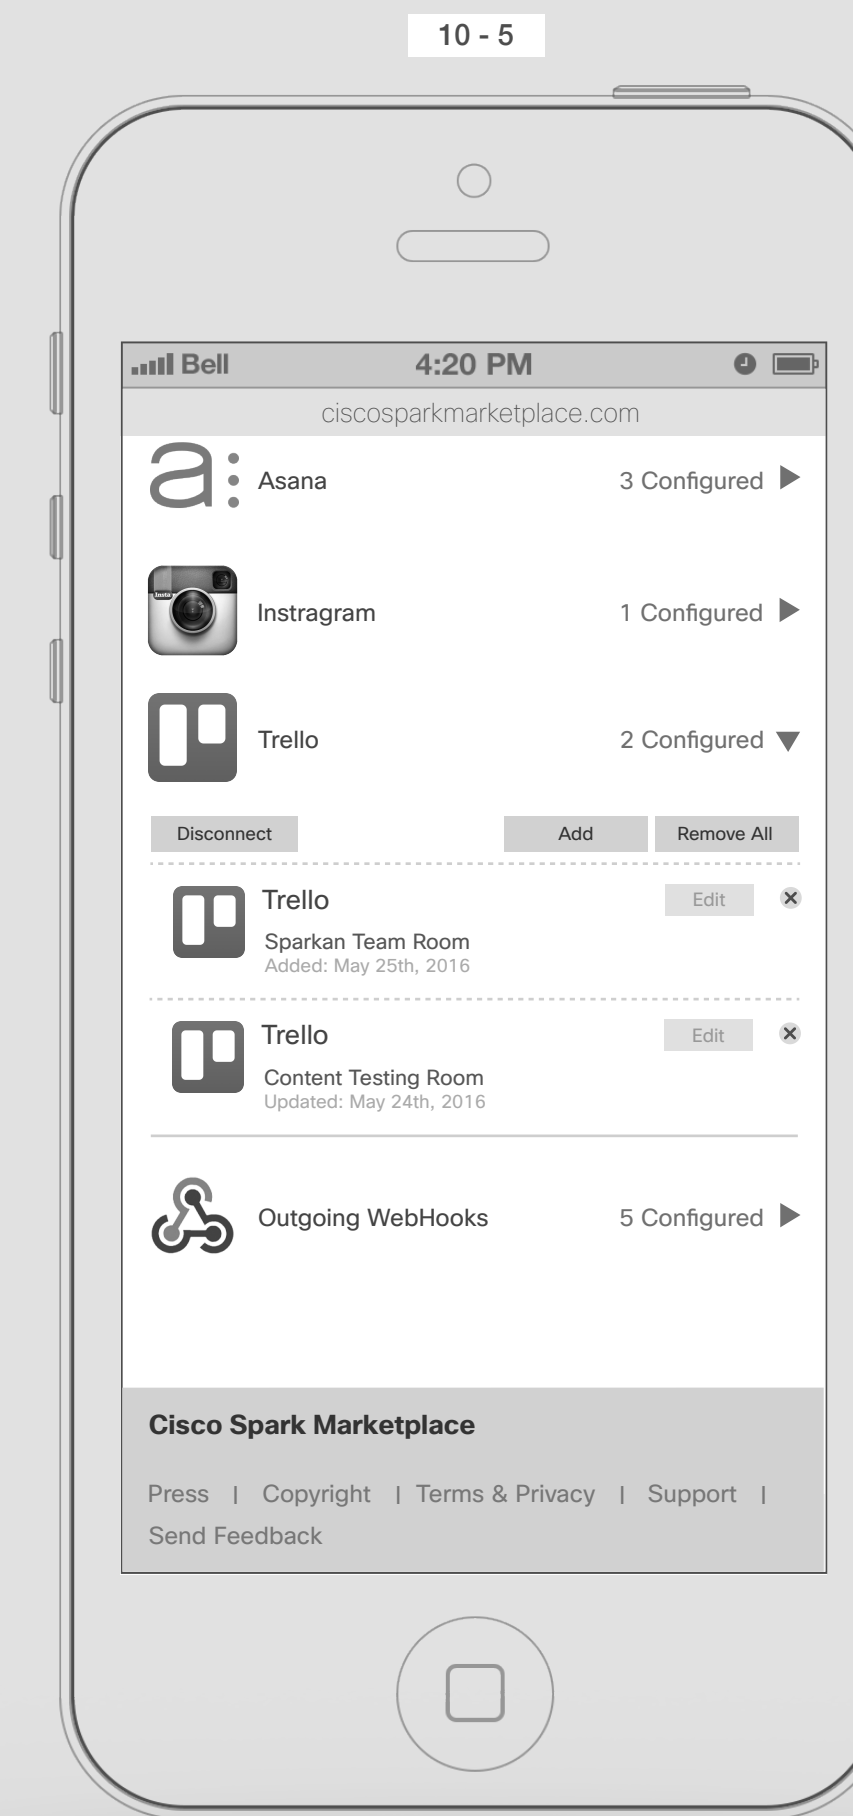 10 - 5
Bell 4:20 PM
ciscosparkmarketplace.com
a: Asana 3 Configured
Insta
Instragram 1 Configured
Trello 2 Configured
Disconnect Add Remove All
Trello Edit
Sparkan Team Room
Added: May 25th, 2016
Trello Edit
Content Testing Room
Updated: May 24th, 2016
Outgoing WebHooks 5 Configured
Cisco Spark Marketplace
Press | Copyright | Terms & Privacy | Support |
Send Feedback